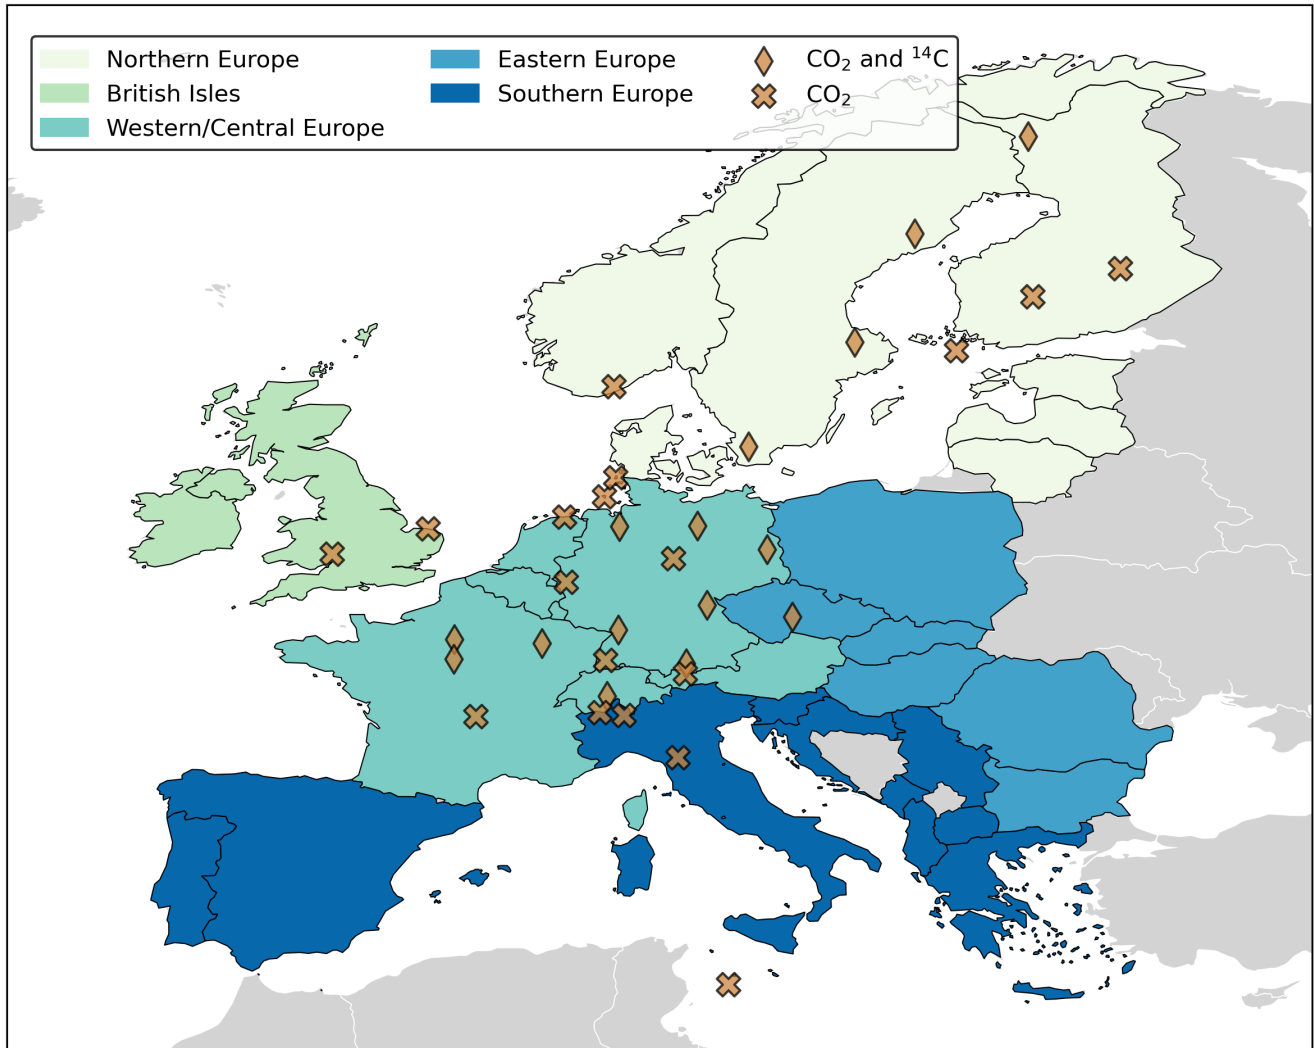 Northern Europe
British Isles
Western/Central Europe
Eastern Europe
Southern Europe
CO₂ and ¹⁴C
CO₂